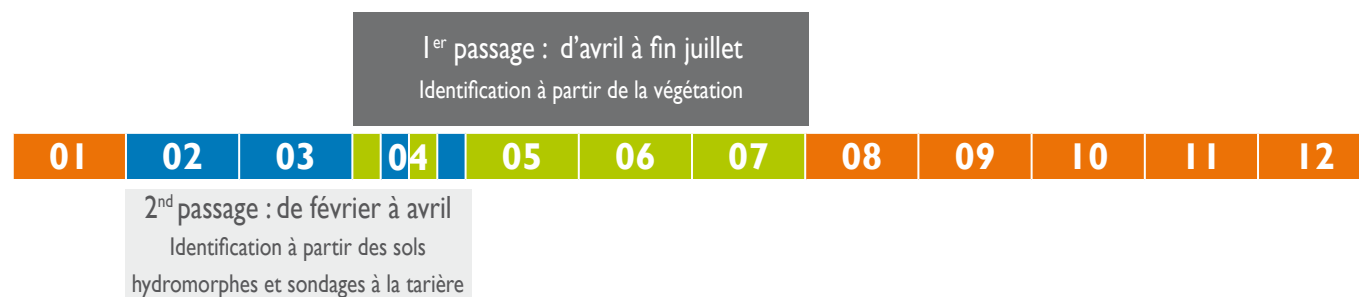 1er passage : d'avril à fin juillet
Identification à partir de la végétation
01 02 03 04 05 06 07 08 09 10 11 12
2nd passage : de février à avril
Identification à partir des sols
hydromorphes et sondages à la tarière